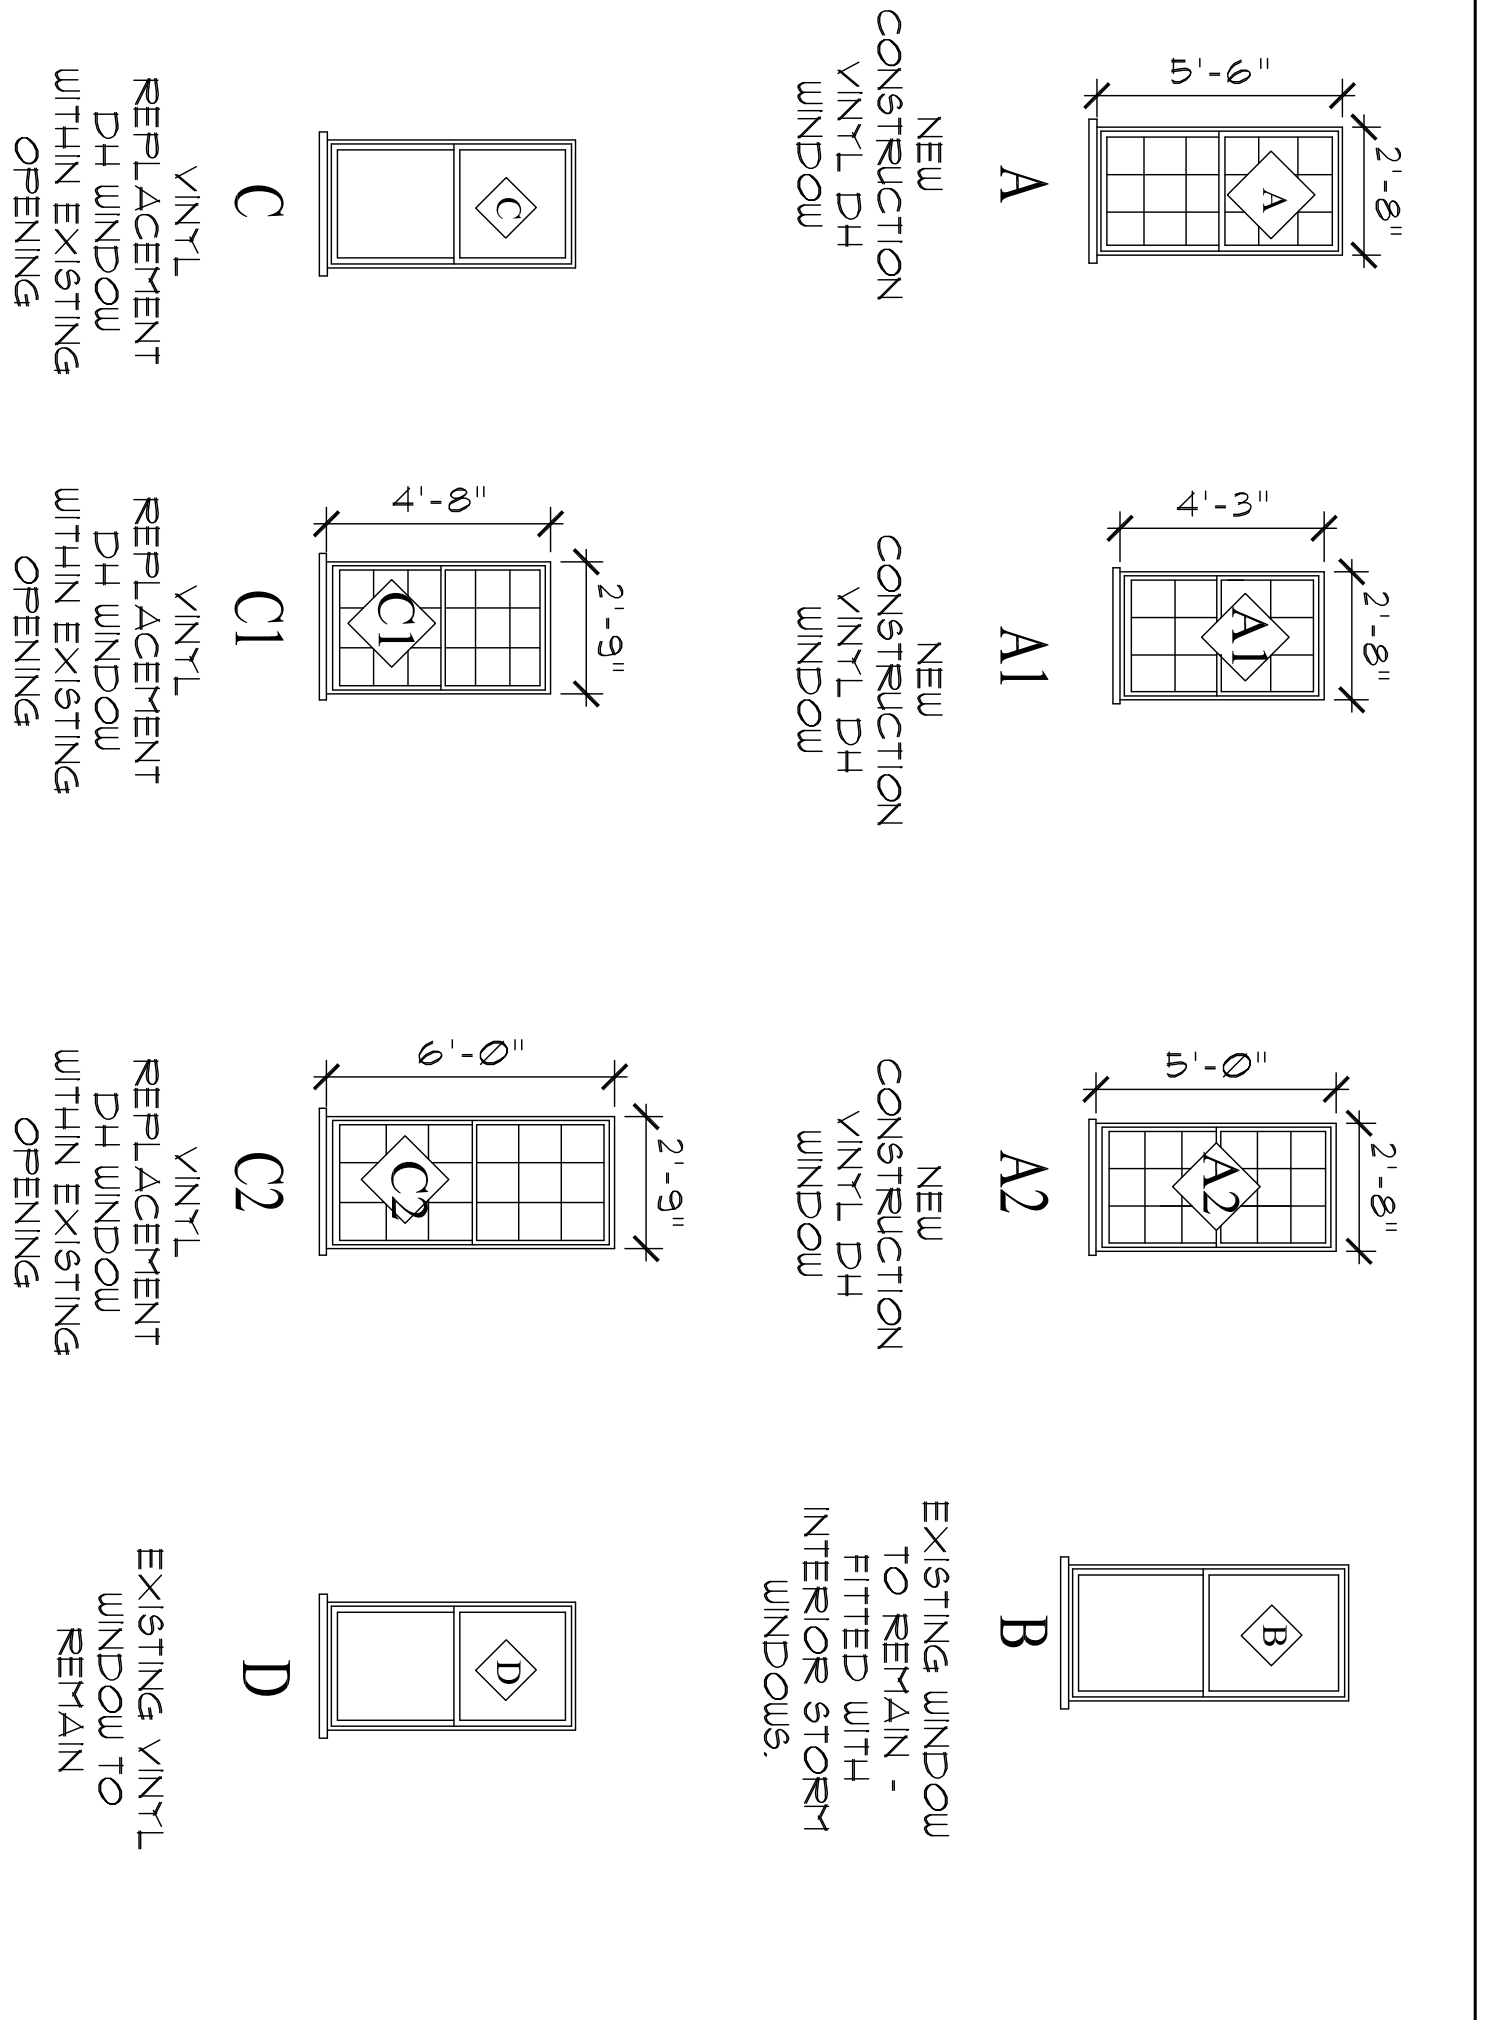 2'-8"
5'-6"
A
A
NEW
CONSTRUCTION
VINYL DH
WINDOW
2'-8"
4'-3"
A1
A1
NEW
CONSTRUCTION
VINYL DH
WINDOW
2'-8"
5'-0"
A2
A2
NEW
CONSTRUCTION
VINYL DH
WINDOW
B
B
EXISTING WINDOW
TO REMAIN -
FITTED WITH
INTERIOR STORM
WINDOWS.
C
C
VINYL
REPLACEMENT
DH WINDOW
WITHIN EXISTING
OPENING
2'-9"
4'-8"
C1
C1
VINYL
REPLACEMENT
DH WINDOW
WITHIN EXISTING
OPENING
2'-9"
6'-0"
C2
C2
VINYL
REPLACEMENT
DH WINDOW
WITHIN EXISTING
OPENING
D
D
EXISTING VINYL
WINDOW TO
REMAIN